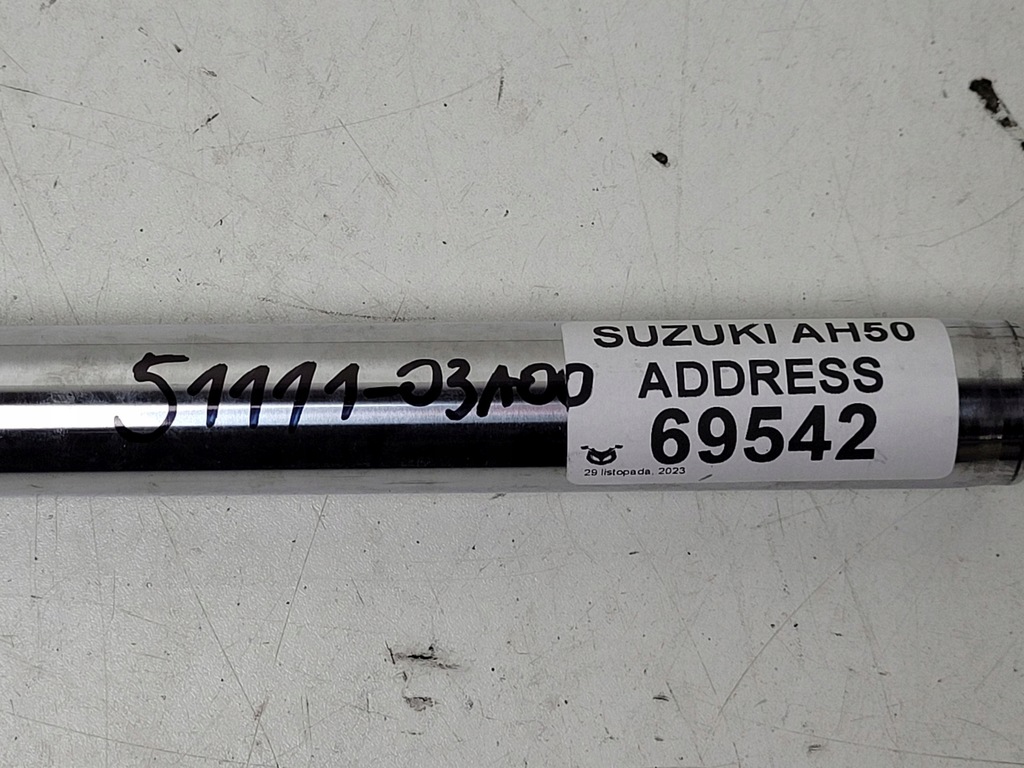 51111-03A00
SUZUKI AH50
ADDRESS
69542
29 listopada, 2023